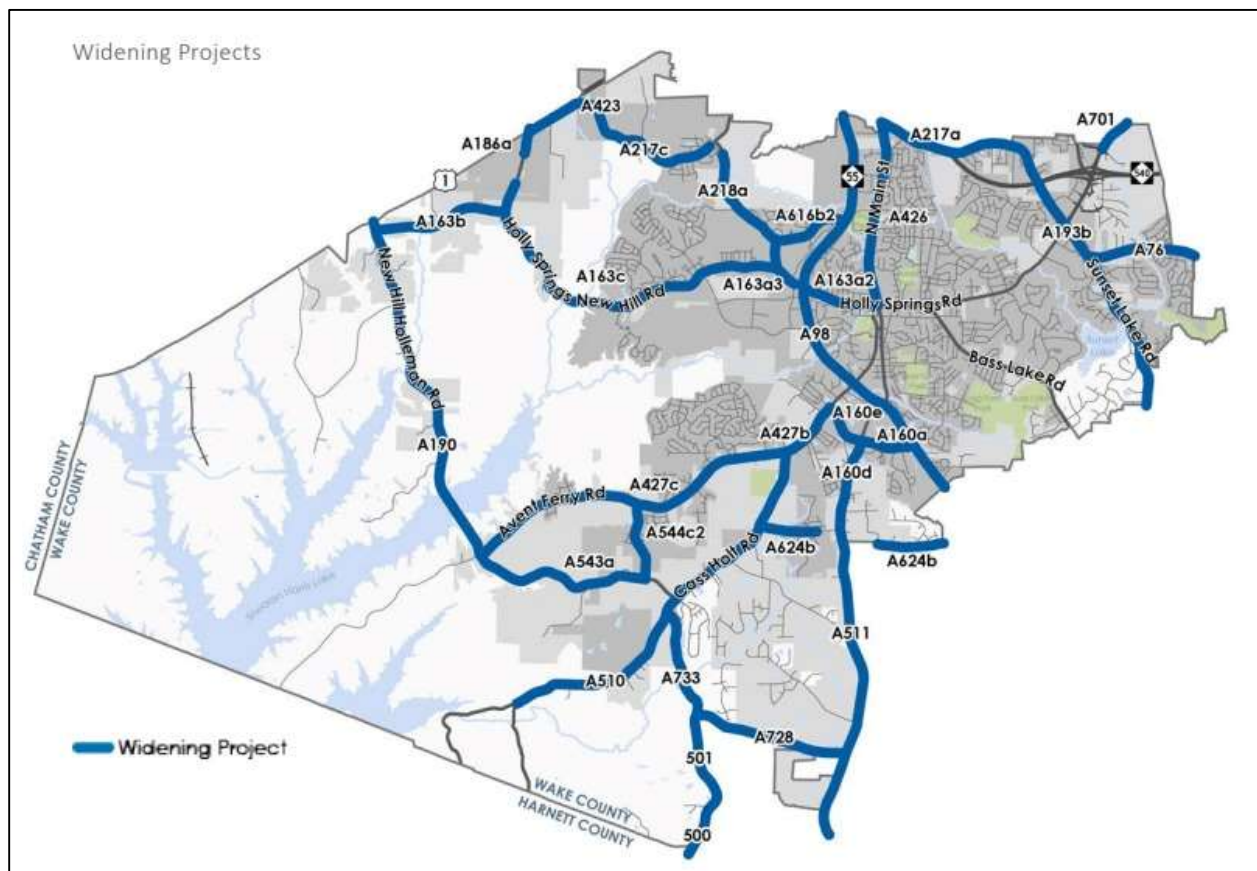 Widening Projects
A423
A701
A217a
A186a
A217c
1
55
540
A218a
N Main St
A616b2
A426
A163b
A193b
A76
Holly Springs New Hill Rd
A163c
A163a3
A163a2
Holly Springs Rd
Sunset Lake Rd
New Hill Holleman Rd
A98
Sunset Lake
Bass Lake Rd
A160e
A427b
A160a
A190
A160d
A427c
Avent Ferry Rd
CHATHAM COUNTY
WAKE COUNTY
A544c2
A624b
A624b
A543a
Cass Holt Rd
A511
A510
A733
A728
Widening Project
501
WAKE COUNTY
HARNETT COUNTY
500